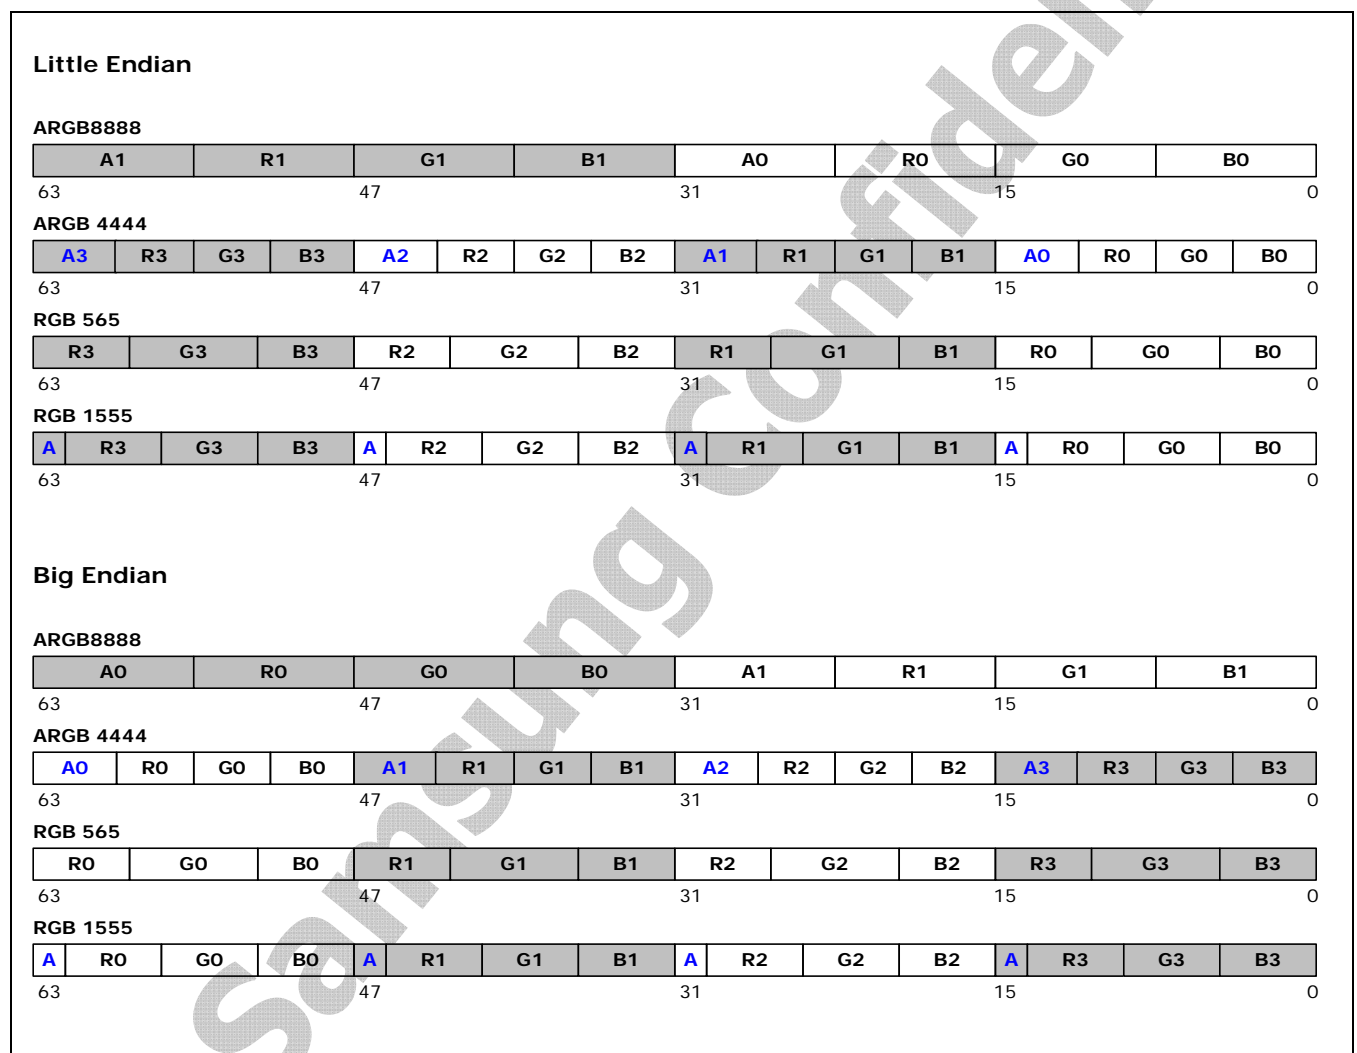 Little Endian
ARGB8888
A1 R1 G1 B1 A0 R0 G0 B0
63 47 31 15 0
ARGB 4444
A3 R3 G3 B3 A2 R2 G2 B2 A1 R1 G1 B1 A0 R0 G0 B0
63 47 31 15 0
RGB 565
R3 G3 B3 R2 G2 B2 R1 G1 B1 R0 G0 B0
63 47 31 15 0
RGB 1555
A R3 G3 B3 A R2 G2 B2 A R1 G1 B1 A R0 G0 B0
63 47 31 15 0
Big Endian
ARGB8888
A0 R0 G0 B0 A1 R1 G1 B1
63 47 31 15 0
ARGB 4444
A0 R0 G0 B0 A1 R1 G1 B1 A2 R2 G2 B2 A3 R3 G3 B3
63 47 31 15 0
RGB 565
R0 G0 B0 R1 G1 B1 R2 G2 B2 R3 G3 B3
63 47 31 15 0
RGB 1555
A R0 G0 B0 A R1 G1 B1 A R2 G2 B2 A R3 G3 B3
63 47 31 15 0
Samsung Confiden